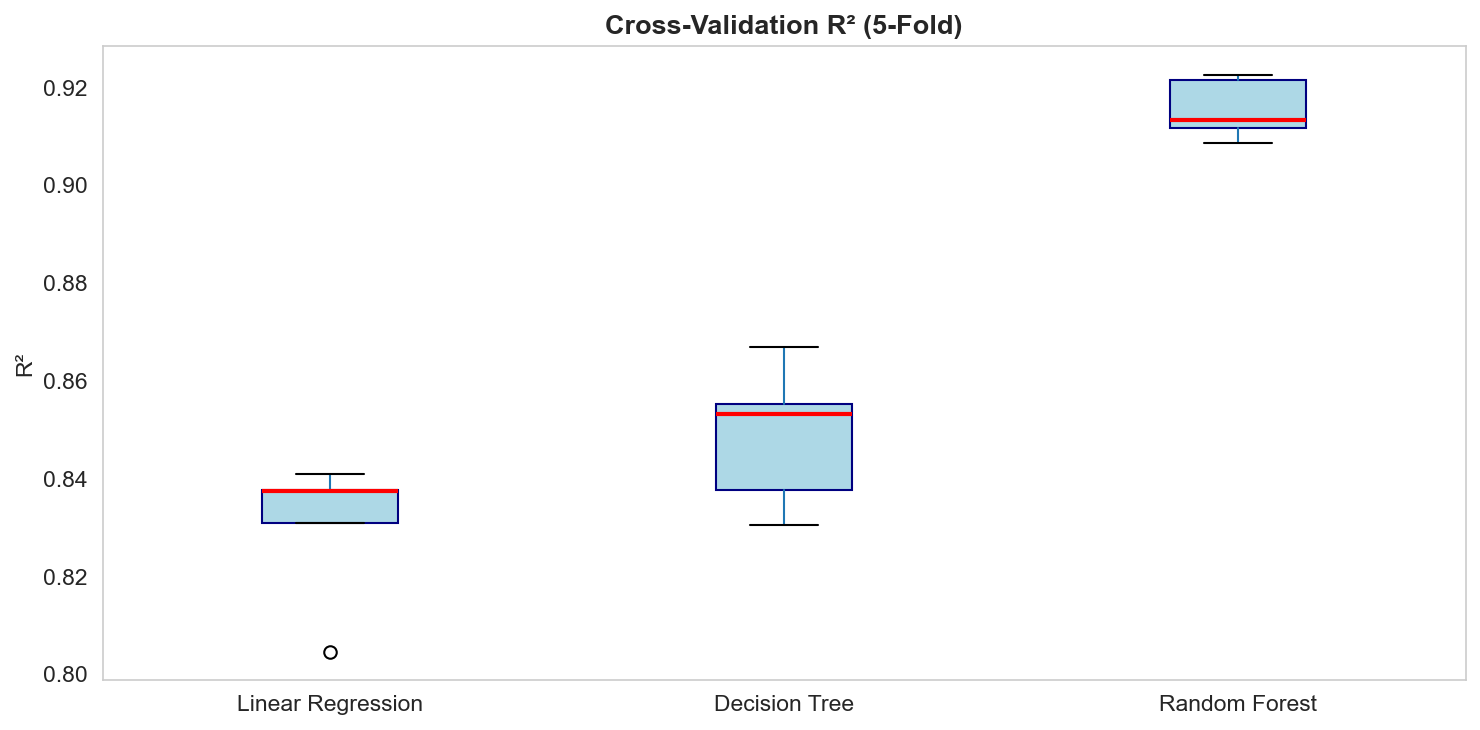 Cross-Validation R² (5-Fold)
R²
0.92
0.90
0.88
0.86
0.84
0.82
0.80
Linear Regression
Decision Tree
Random Forest